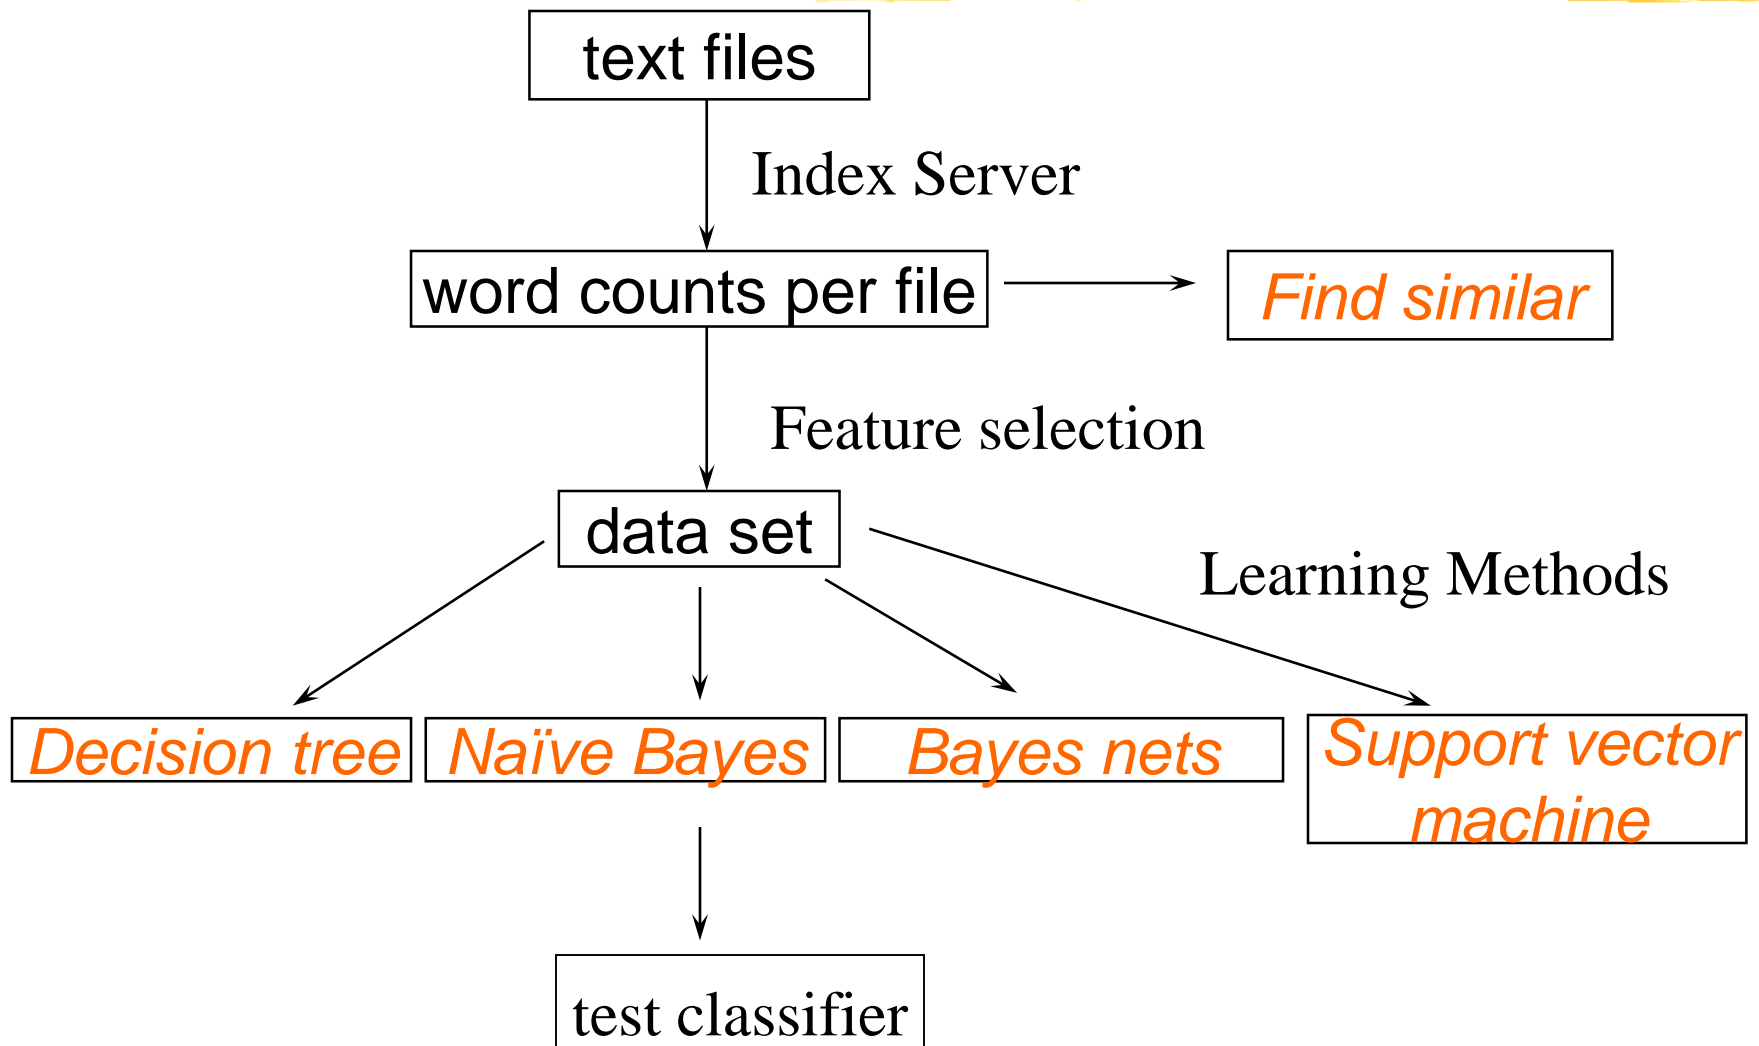 text files
Index Server
word counts per file
Find similar
Feature selection
data set
Learning Methods
Decision tree
Naïve Bayes
Bayes nets
Support vector
machine
test classifier